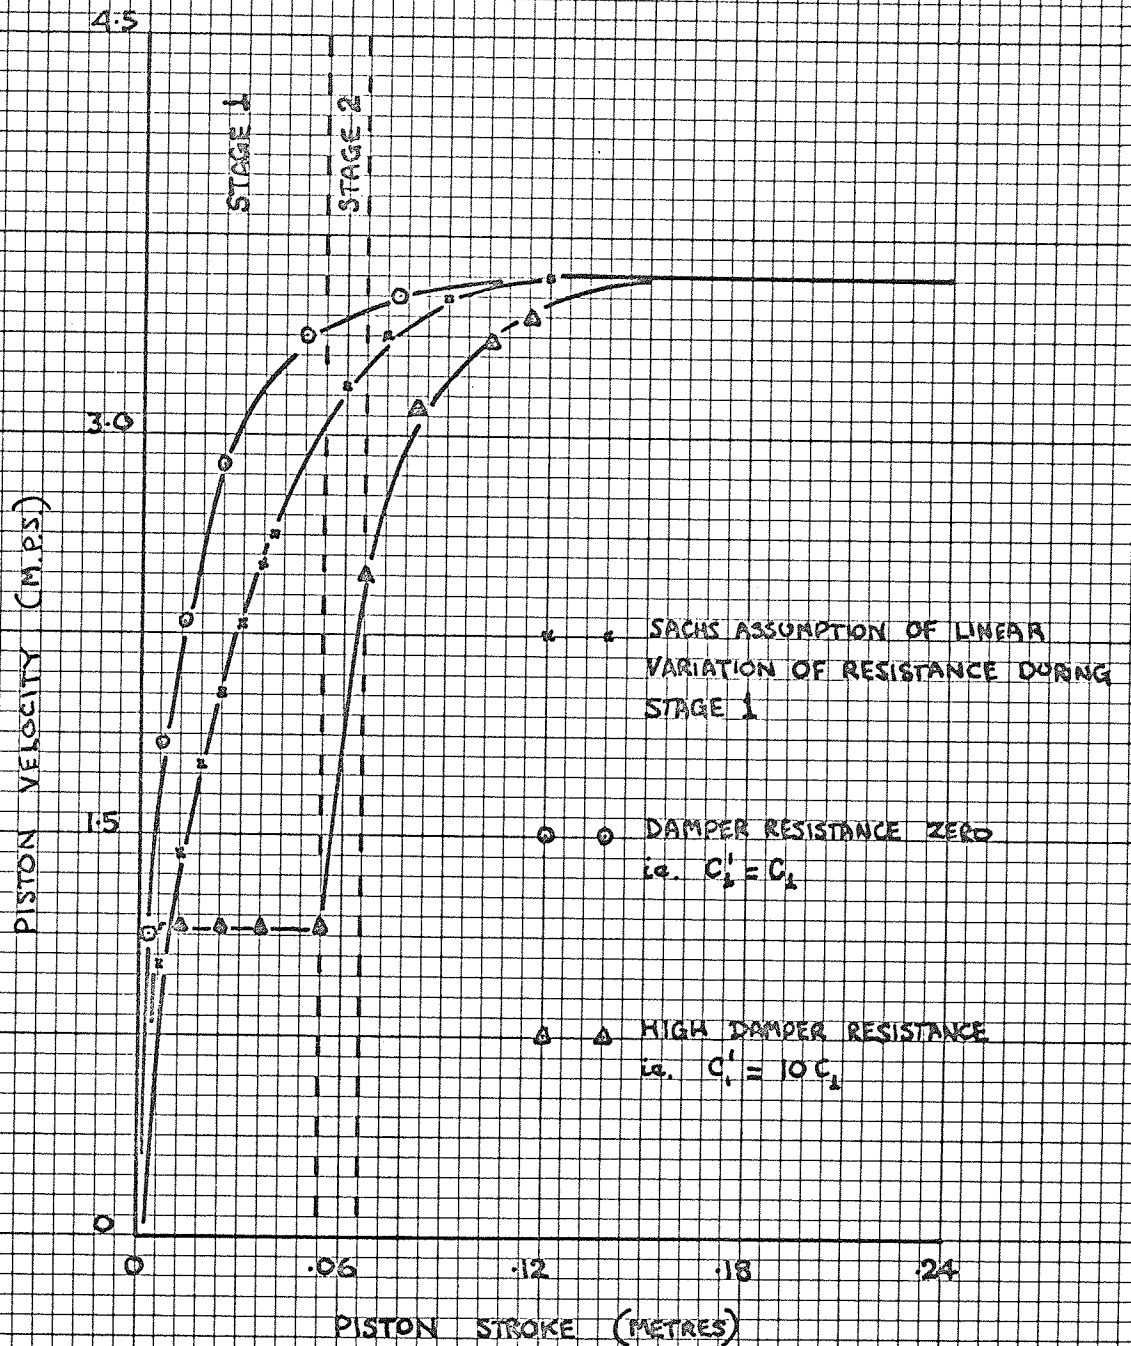 4.5
STAGE 1
STAGE 2
3.0
PISTON VELOCITY (M.P.S)
SACHS ASSUMPTION OF LINEAR
VARIATION OF RESISTANCE DURING
STAGE 1
1.5
DAMPER RESISTANCE ZERO
ie. C₁' = C₁
HIGH DAMPER RESISTANCE
ie. C₁' = 10 C₁
0
0 .06 .12 .18 .24
PISTON STROKE (METRES)